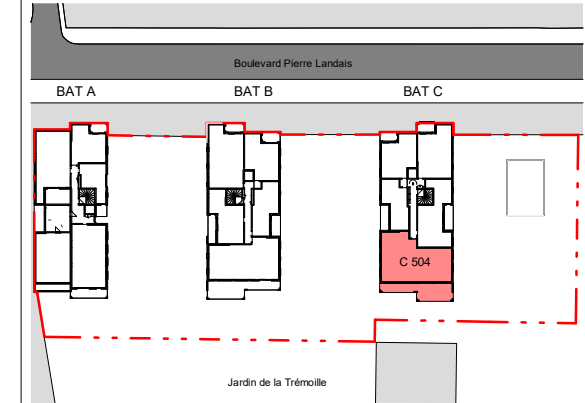 Boulevard Pierre Landais
BAT A
BAT B
BAT C
C 504
Jardin de la Trémoille